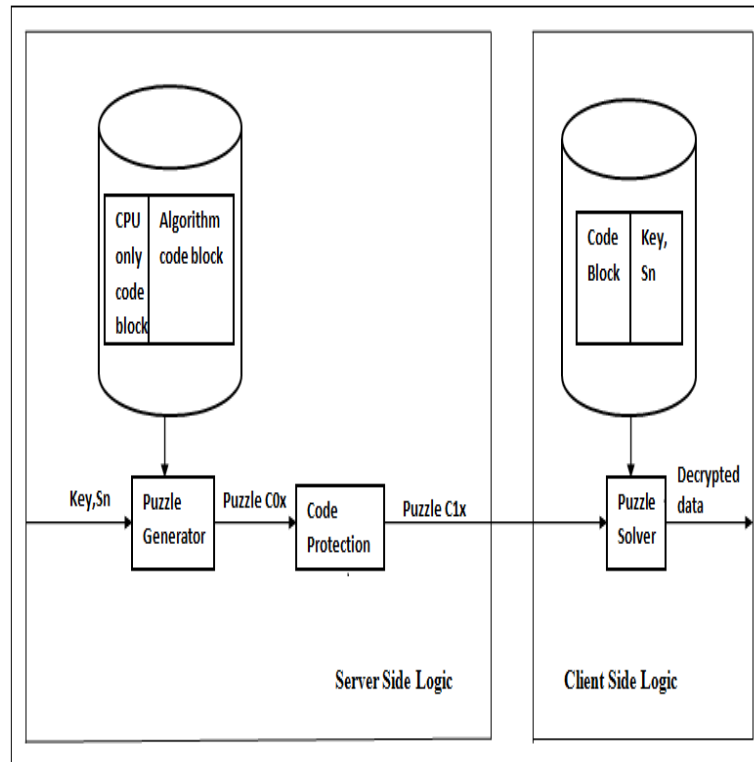 CPU
only
code
block
Algorithm
code block
Code
Block
Key,
Sn
Key,Sn
Puzzle
Generator
Puzzle C0x
Code
Protection
Puzzle C1x
Puzzle
Solver
Decrypted
data
Server Side Logic
Client Side Logic